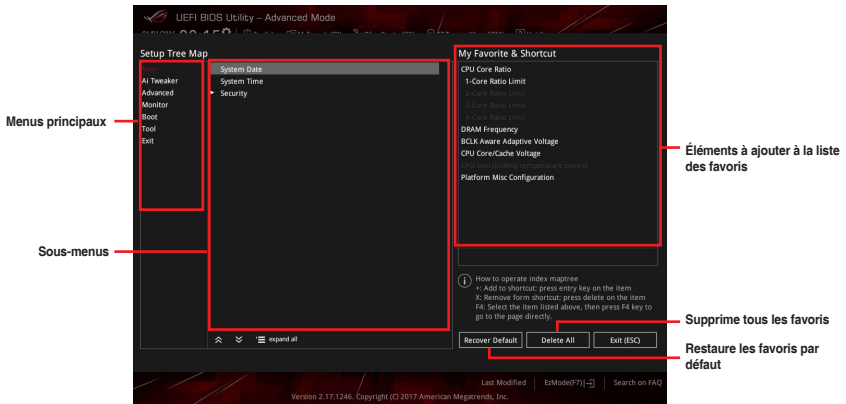 UEFI BIOS Utility – Advanced Mode
Setup Tree Map
My Favorite & Shortcut
Main
Ai Tweaker
Advanced
Monitor
Boot
Tool
Exit
System Date
System Time
Security
CPU Core Ratio
1-Core Ratio Limit
2-Core Ratio Limit
3-Core Ratio Limit
4-Core Ratio Limit
DRAM Frequency
BCLK Aware Adaptive Voltage
CPU Core/Cache Voltage
CPU overclocking temperature control
Platform Misc Configuration
Menus principaux
Éléments à ajouter à la liste
des favoris
Sous-menus
How to operate index maptree
+: Add to shortcut: press entry key on the item
X: Remove form shortcut: press delete on the item
F4: Select the item listed above, then press F4 key to
go to the page directly.
Supprime tous les favoris
expand all
Recover Default
Delete All
Exit (ESC)
Restaure les favoris par
défaut
Last Modified
EzMode(F7)
Search on FAQ
Version 2.17.1246. Copyright (C) 2017 American Megatrends, Inc.